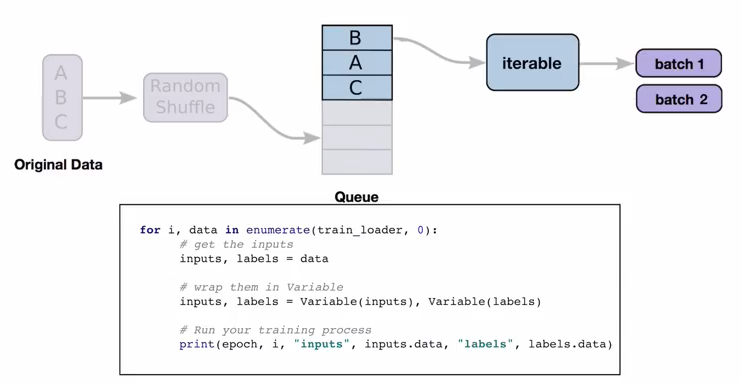 A
B
C
Original Data
Random
Shuffle
B
A
C
Queue
iterable
batch 1
batch 2
for i, data in enumerate(train_loader, 0):
# get the inputs
inputs, labels = data
# wrap them in Variable
inputs, labels = Variable(inputs), Variable(labels)
# Run your training process
print(epoch, i, "inputs", inputs.data, "labels", labels.data)